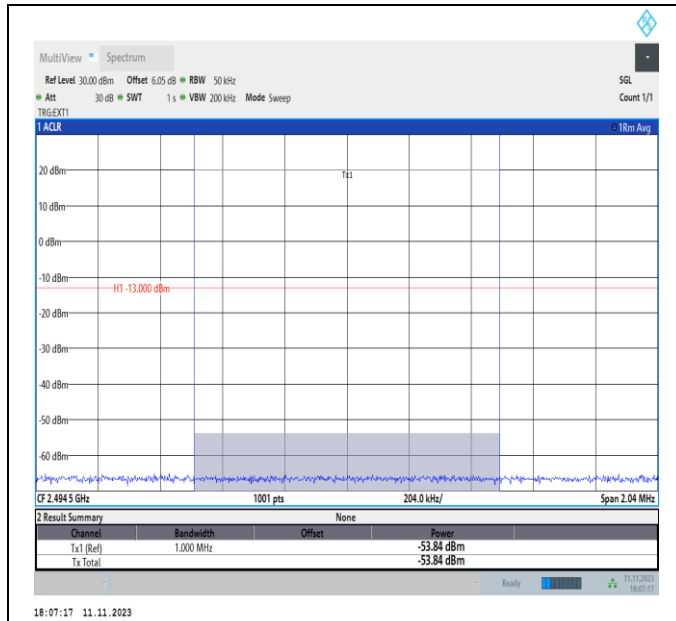 MultiView Spectrum
Ref Level 30.00 dBm Offset 6.05 dB RBW 50 kHz SGL
Att 30 dB SWT 1 s VBW 200 kHz Mode Sweep Count 1/1
TRG:EXT1
1 ACLR 1Rm Avg
20 dBm
Tx1
10 dBm
0 dBm
-10 dBm
H1 -13.000 dBm
-20 dBm
-30 dBm
-40 dBm
-50 dBm
-60 dBm
CF 2.494 5 GHz 1001 pts 204.0 kHz/ Span 2.04 MHz
2 Result Summary None
Channel Bandwidth Offset Power
Tx1 (Ref) 1.000 MHz -53.84 dBm
Tx Total -53.84 dBm
Ready 11.11.2023
18:07:17
18:07:17 11.11.2023